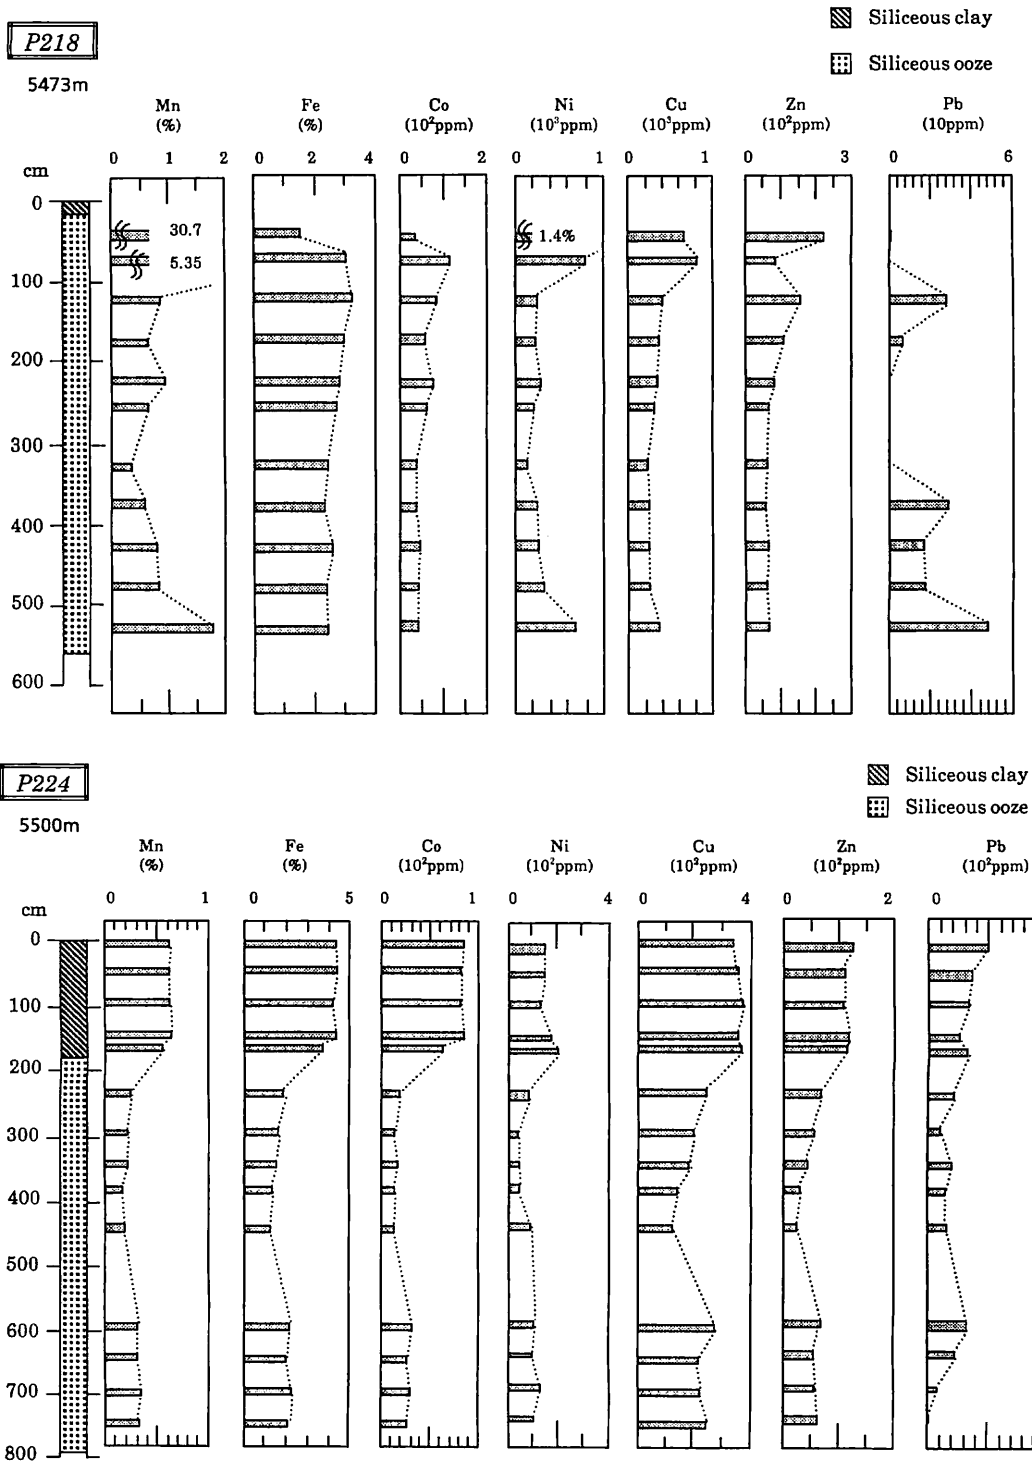 Siliceous clay
P218
Siliceous ooze
5473m
Mn Fe Co Ni Cu Zn Pb
(%) (%) (10²ppm) (10³ppm) (10³ppm) (10²ppm) (10ppm)
0 1 2 0 2 4 0 2 0 1 0 1 0 3 0 6
cm
0
30.7 1.4%
5.35
100
200
300
400
500
600
P224
Siliceous clay
Siliceous ooze
5500m
Mn Fe Co Ni Cu Zn Pb
(%) (%) (10²ppm) (10²ppm) (10²ppm) (10²ppm) (10²ppm)
0 1 0 5 0 1 0 4 0 4 0 2 0
cm
0
100
200
300
400
500
600
700
800